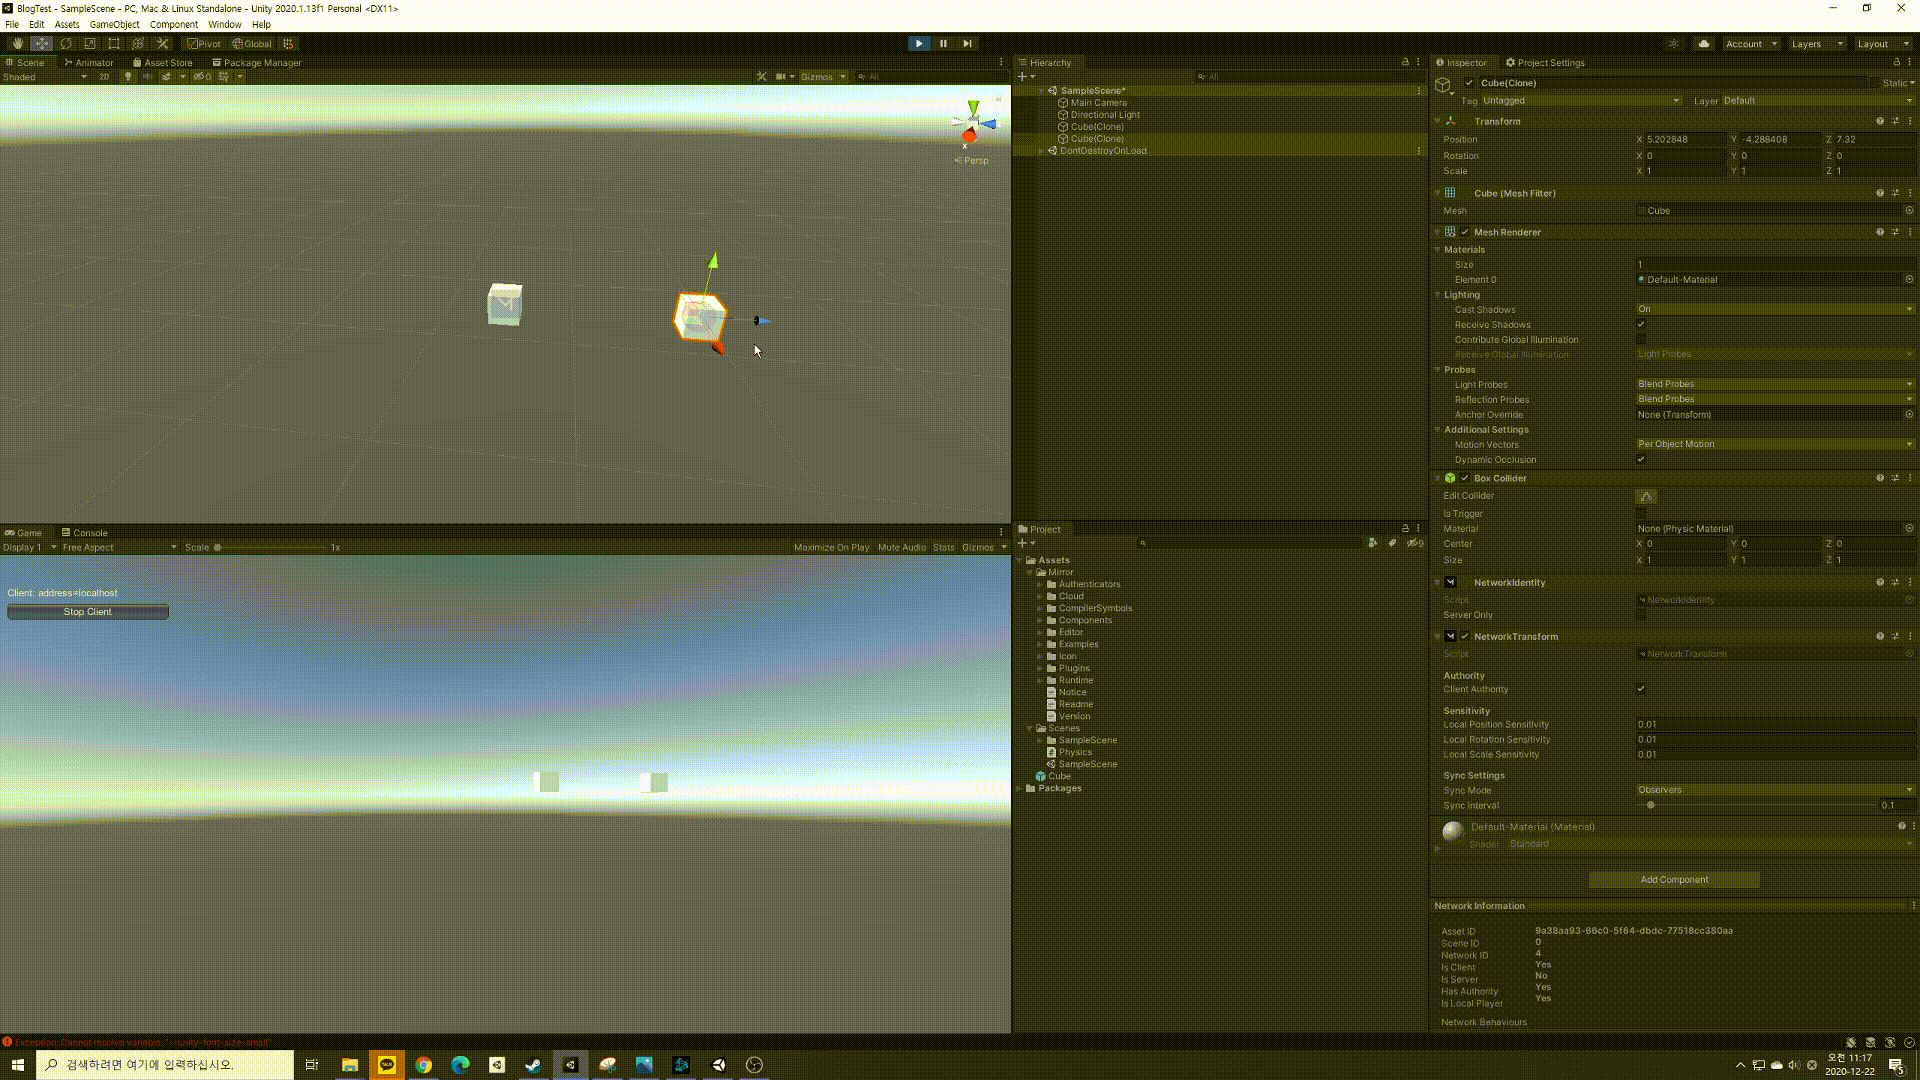 BlogTest - SampleScene - PC, Mac & Linux Standalone - Unity 2020.1.13f1 Personal <DX11>
File Edit Assets GameObject Component Window Help
Pivot Global Account Layers Layout
Scene Animator Asset Store Package Manager
Shaded 2D 0 Gizmos All
x
< Persp
Game Console
Display 1 Free Aspect Scale 1x Maximize On Play Mute Audio Stats Gizmos
Client: address=localhost
Stop Client
Hierarchy
All
SampleScene*
Main Camera
Directional Light
Cube(Clone)
Cube(Clone)
DontDestroyOnLoad
Project
9
Assets
Mirror
Authenticators
Cloud
CompilerSymbols
Components
Editor
Examples
Icon
Plugins
Runtime
Notice
Readme
Version
Scenes
SampleScene
Physics
SampleScene
Cube
Packages
Inspector Project Settings
Cube(Clone) Static
Tag Untagged Layer Default
Transform
Position X 5.202848 Y -4.288408 Z 7.32
Rotation X 0 Y 0 Z 0
Scale X 1 Y 1 Z 1
Cube (Mesh Filter)
Mesh Cube
Mesh Renderer
Materials
Size 1
Element 0 Default-Material
Lighting
Cast Shadows On
Receive Shadows
Contribute Global Illumination
Receive Global Illumination Light Probes
Probes
Light Probes Blend Probes
Reflection Probes Blend Probes
Anchor Override None (Transform)
Additional Settings
Motion Vectors Per Object Motion
Dynamic Occlusion
Box Collider
Edit Collider
Is Trigger
Material None (Physic Material)
Center X 0 Y 0 Z 0
Size X 1 Y 1 Z 1
NetworkIdentity
Script NetworkIdentity
Server Only
NetworkTransform
Script NetworkTransform
Authority
Client Authority
Sensitivity
Local Position Sensitivity 0.01
Local Rotation Sensitivity 0.01
Local Scale Sensitivity 0.01
Sync Settings
Sync Mode Observers
Sync Interval 0.1
Default-Material (Material)
Shader Standard
Add Component
Network Information
Asset ID 9a38aa93-66c0-5f64-dbdc-77518cc380aa
Scene ID 0
Network ID 4
Is Client Yes
Is Server No
Has Authority Yes
Is Local Player Yes
Network Behaviours
Exception: Cannot resolve variable: "--unity-font-size-small"
검색하려면 여기에 입력하십시오.
TALK
오전 11:17
2020-12-22
5